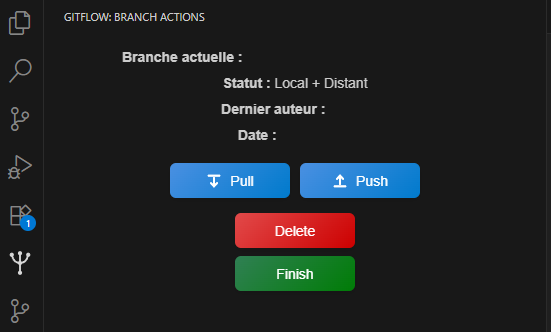 GITFLOW: BRANCH ACTIONS
Branche actuelle :
Statut : Local + Distant
Dernier auteur :
Date :
Pull Push
Delete
1
Finish